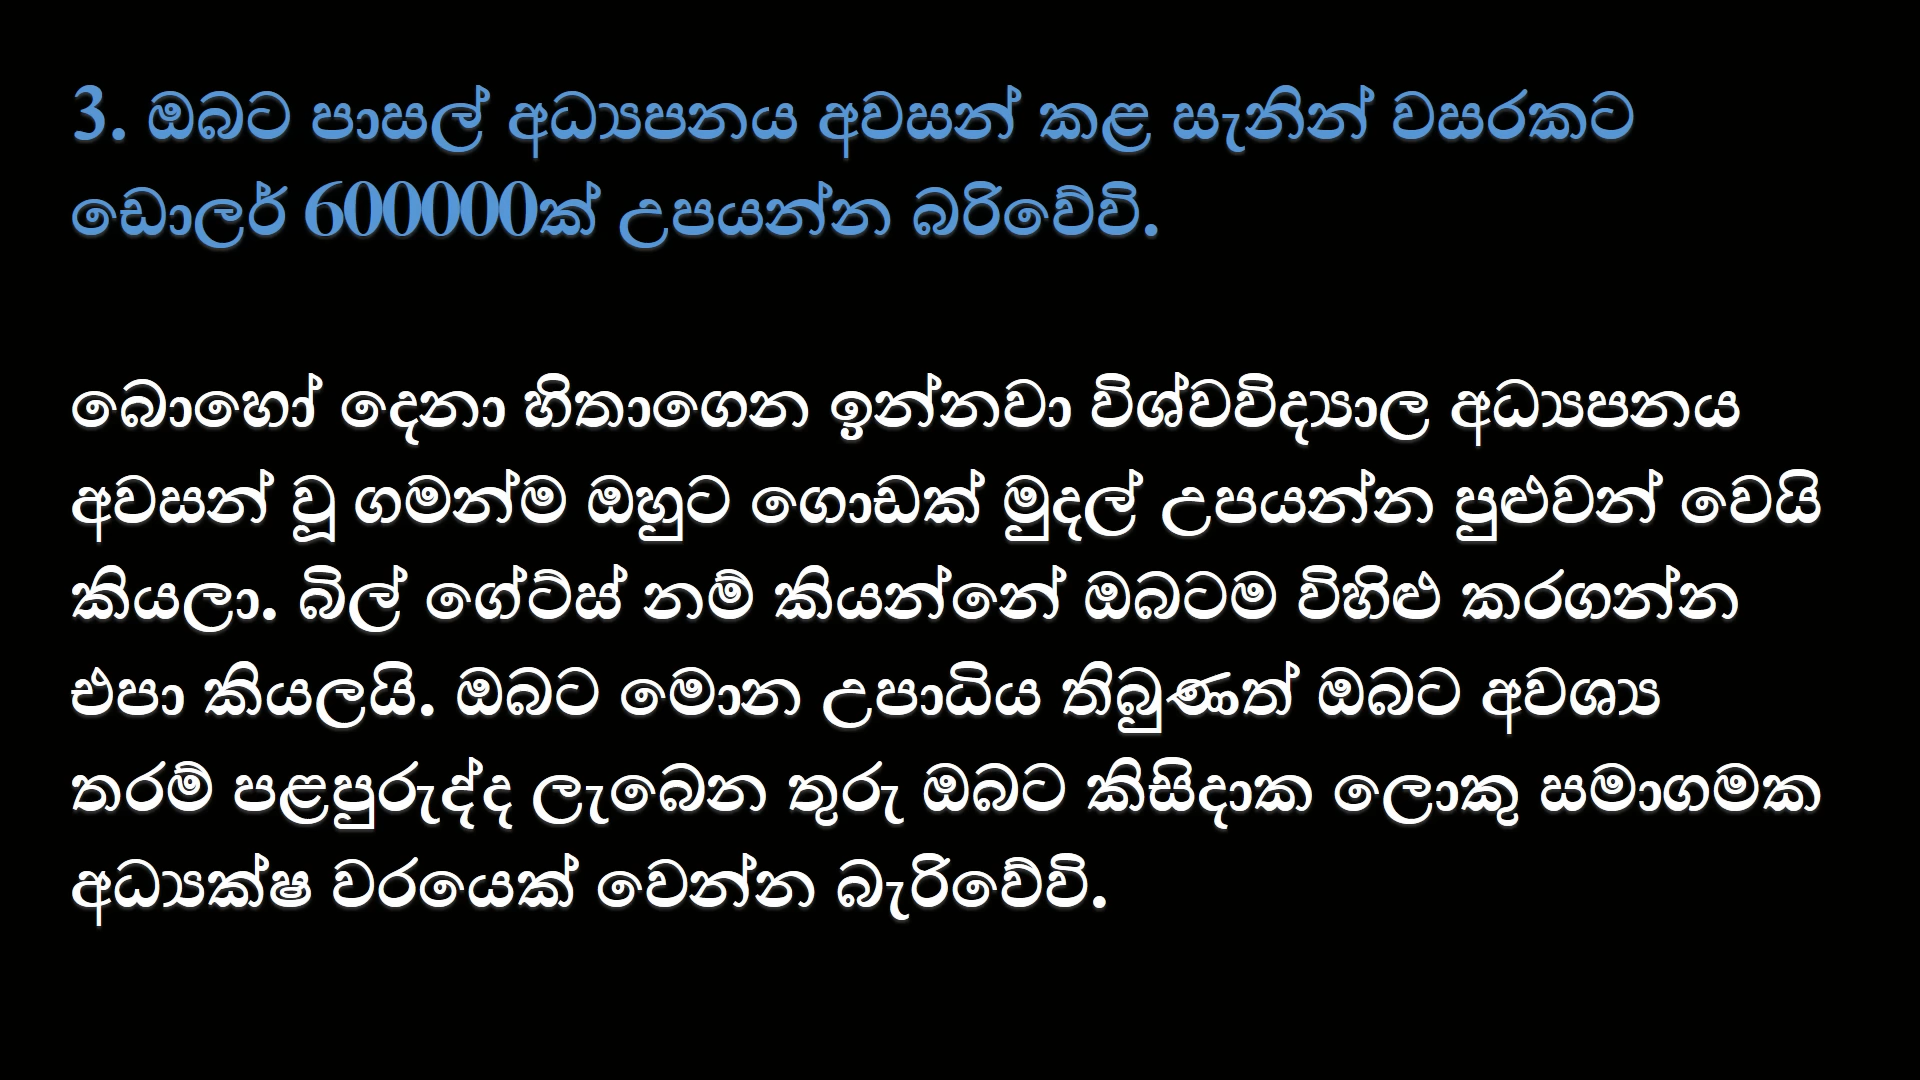 3. ඔබට පාසල් අධ්‍යපනය අවසන් කළ සැනින් වසරකට
ඩොලර් 600000ක් උපයන්න බරිවේවි.
බොහෝ දෙනා හිතාගෙන ඉන්නවා විශ්වවිද්‍යාල අධ්‍යපනය
අවසන් වූ ගමන්ම ඔහුට ගොඩක් මුදල් උපයන්න පුළුවන් වෙයි
කියලා. බිල් ගේට්ස් නම් කියන්නේ ඔබටම විහිළු කරගන්න
එපා කියලයි. ඔබට මොන උපාධිය තිබුණත් ඔබට අවශ්‍ය
තරම් පළපුරුද්ද ලැබෙන තුරු ඔබට කිසිදාක ලොකු සමාගමක
අධ්‍යක්ෂ වරයෙක් වෙන්න බැරිවේවි.